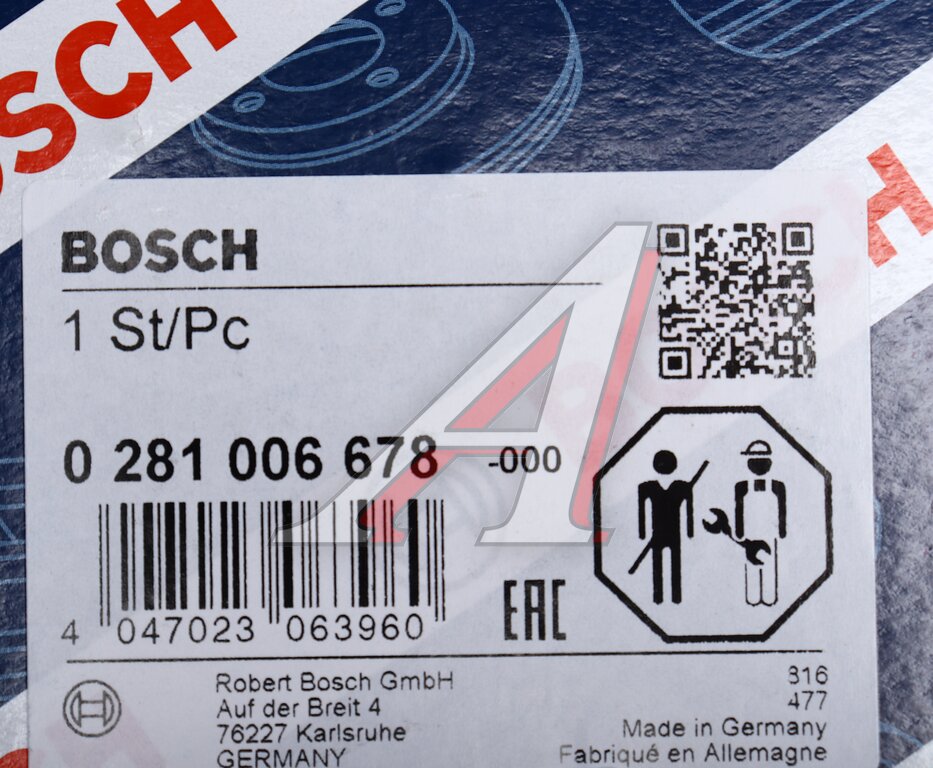 BOSCH
BOSCH
1 St/Pc
0 281 006 678 -000
4 047023 063960
EAC
Robert Bosch GmbH
Auf der Breit 4
76227 Karlsruhe
GERMANY
316
477
Made in Germany
Fabriqué en Allemagne